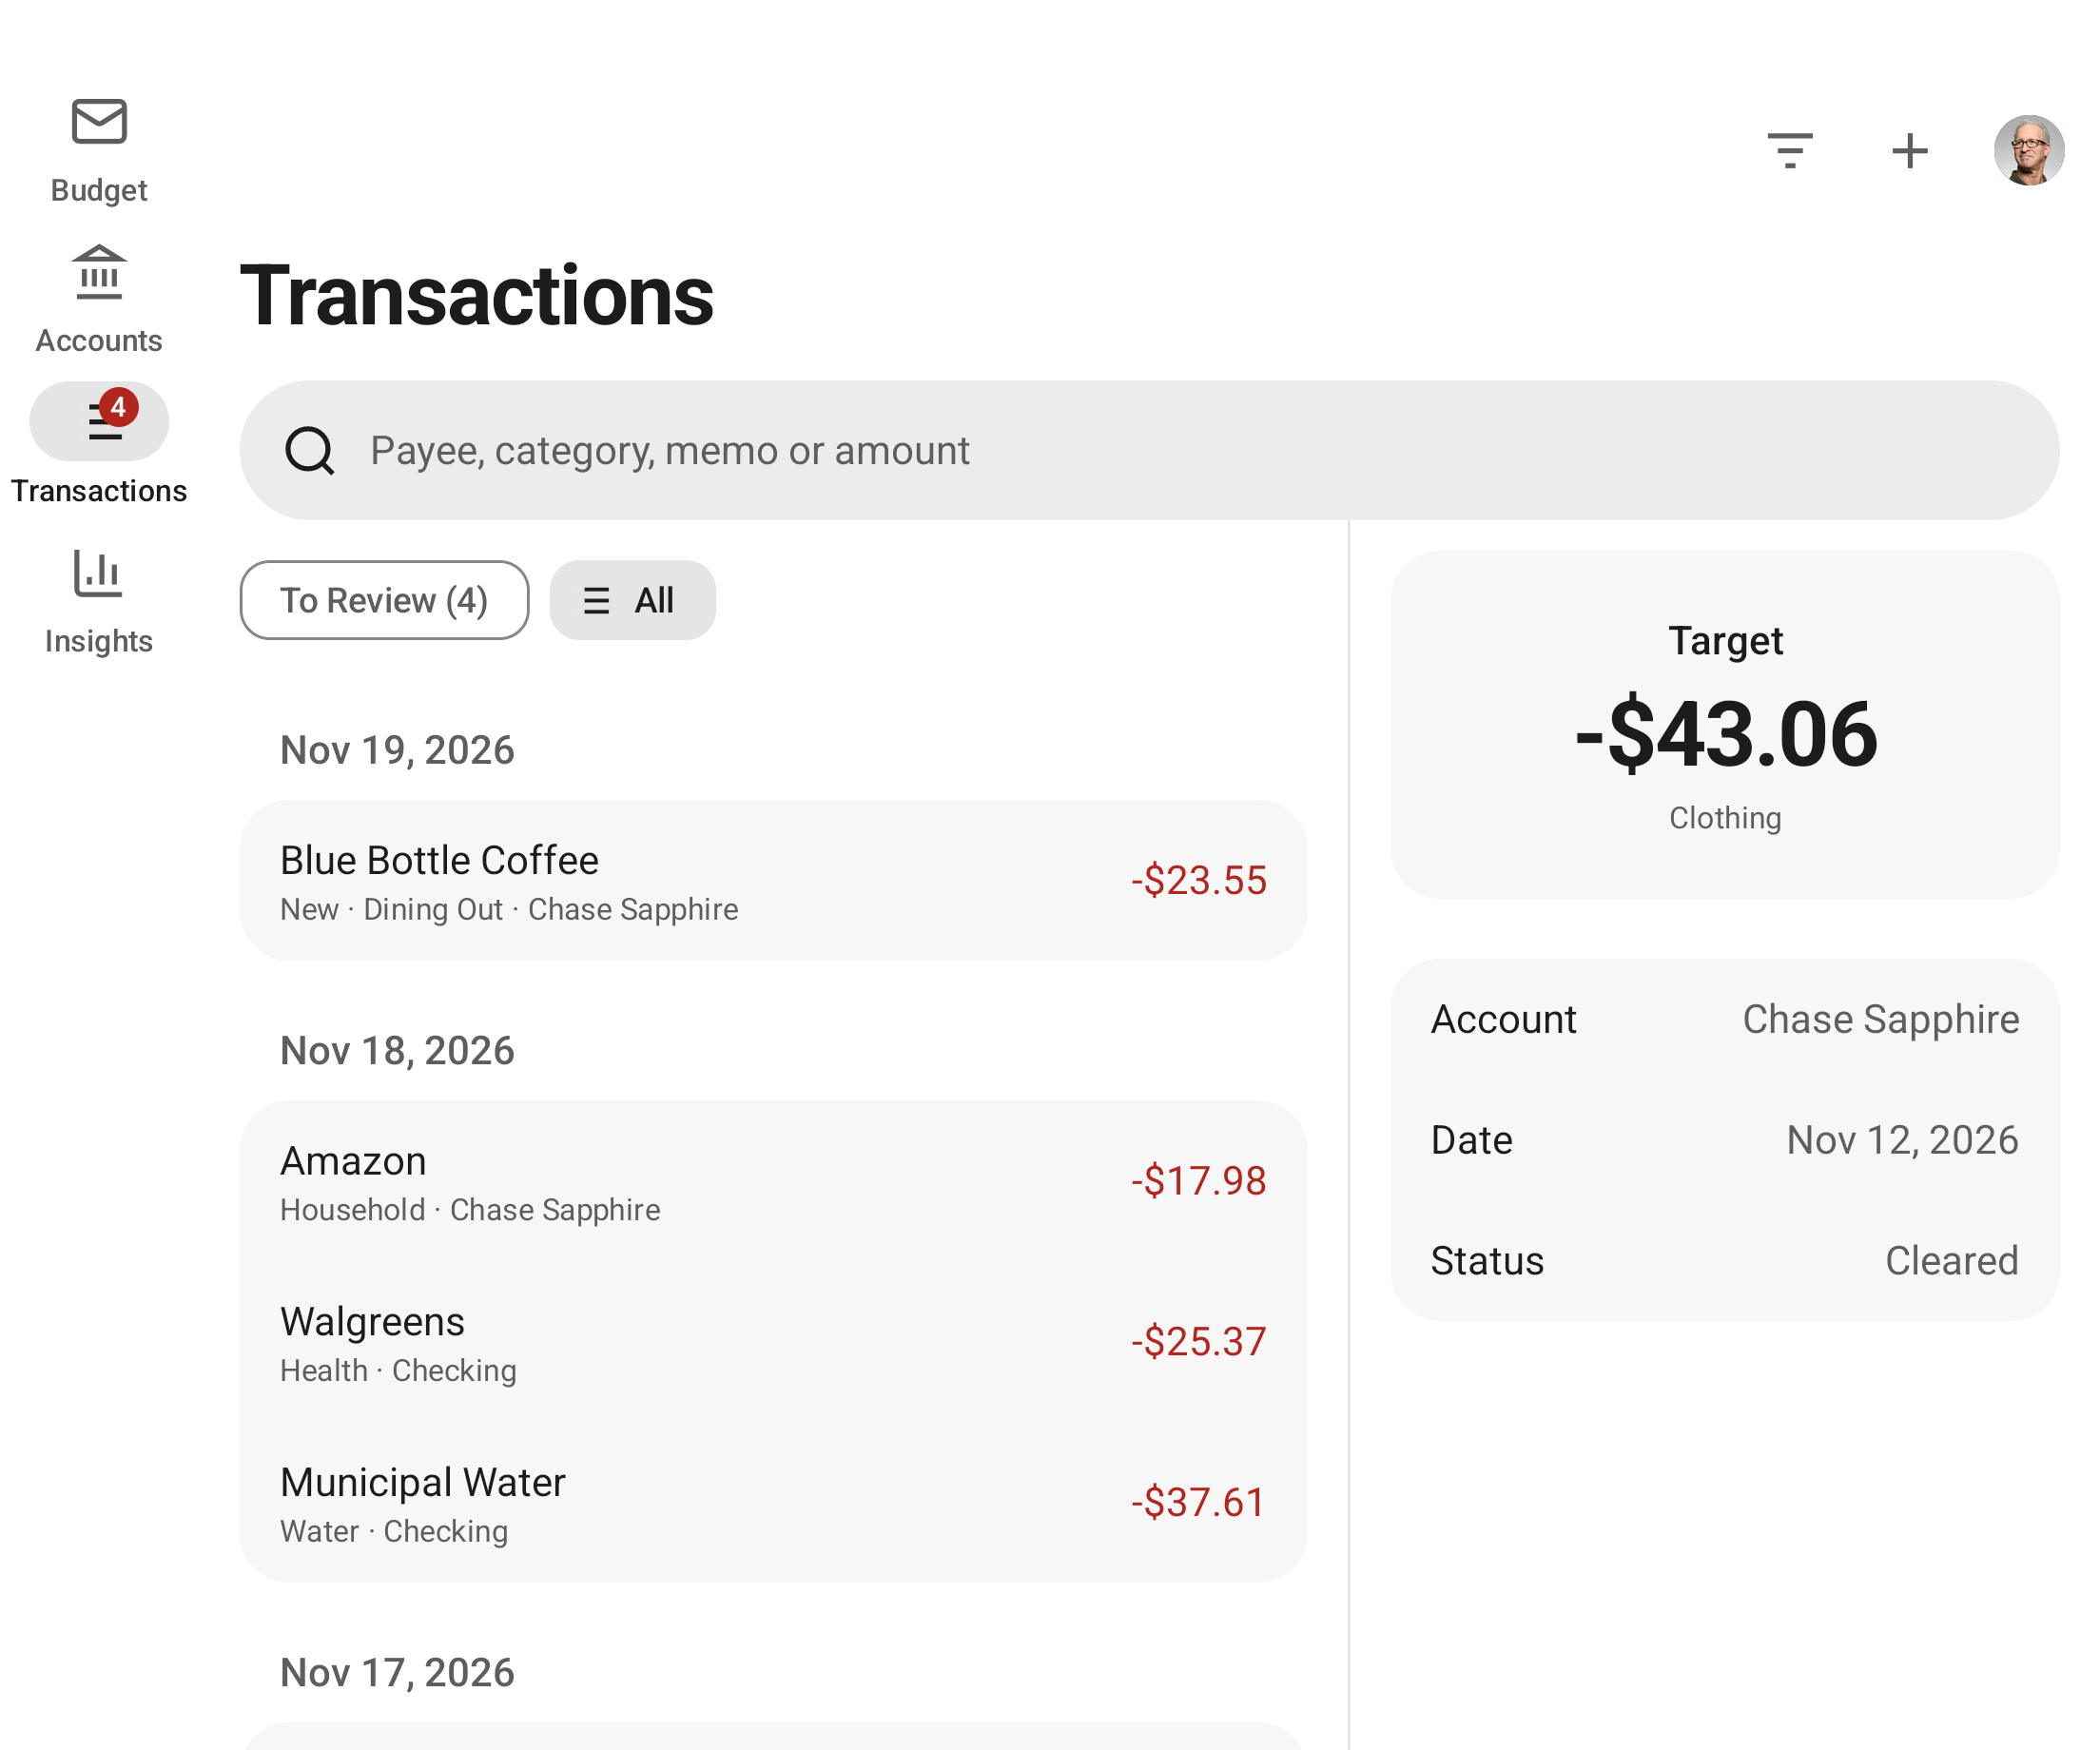 Budget
Accounts
4
Transactions
Insights
Transactions
Payee, category, memo or amount
To Review (4)
All
Nov 19, 2026
Blue Bottle Coffee
New · Dining Out · Chase Sapphire
-$23.55
Nov 18, 2026
Amazon
Household · Chase Sapphire
-$17.98
Walgreens
Health · Checking
-$25.37
Municipal Water
Water · Checking
-$37.61
Nov 17, 2026
Target
-$43.06
Clothing
Account Chase Sapphire
Date Nov 12, 2026
Status Cleared